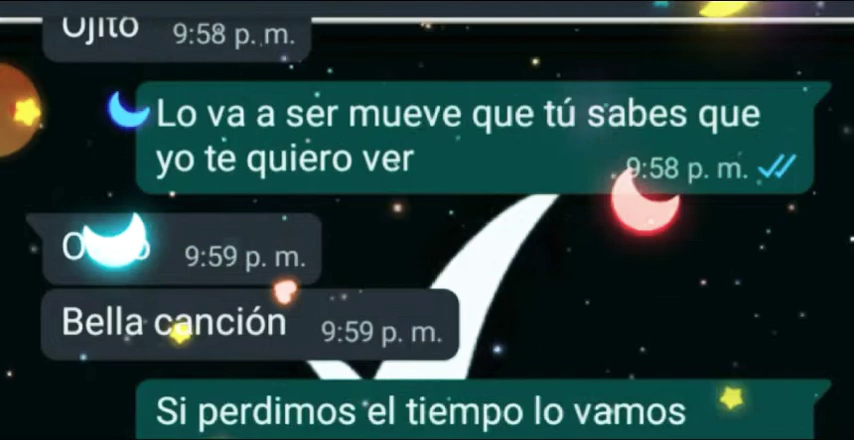 Ojito
9:58 p. m.
Lo va a ser mueve que tú sabes que
yo te quiero ver
9:58 p. m.
9:59 p. m.
Bella canción
9:59 p. m.
Si perdimos el tiempo lo vamos